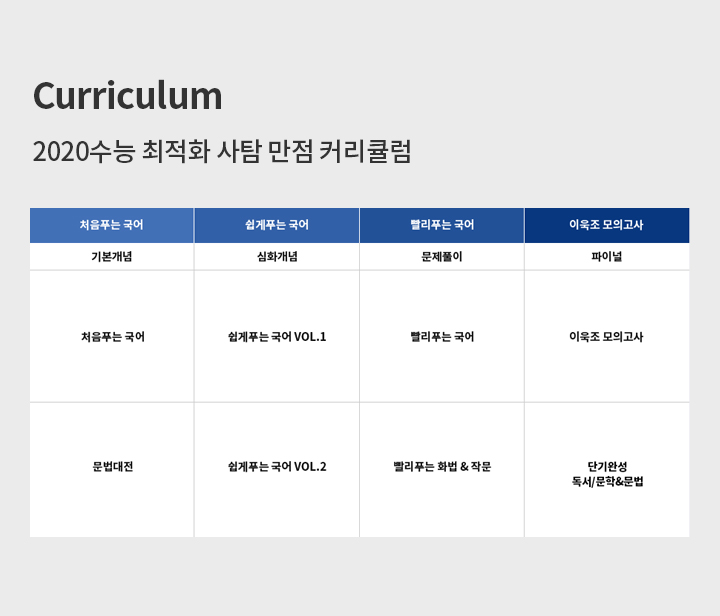 Curriculum
2020수능 최적화 사탐 만점 커리큘럼
처음푸는 국어 쉽게푸는 국어 빨리푸는 국어 이욱조 모의고사
기본개념 심화개념 문제풀이 파이널
처음푸는 국어 쉽게푸는 국어 VOL.1 빨리푸는 국어 이욱조 모의고사
문법대전 쉽게푸는 국어 VOL.2 빨리푸는 화법 & 작문 단기완성
독서/문학&문법